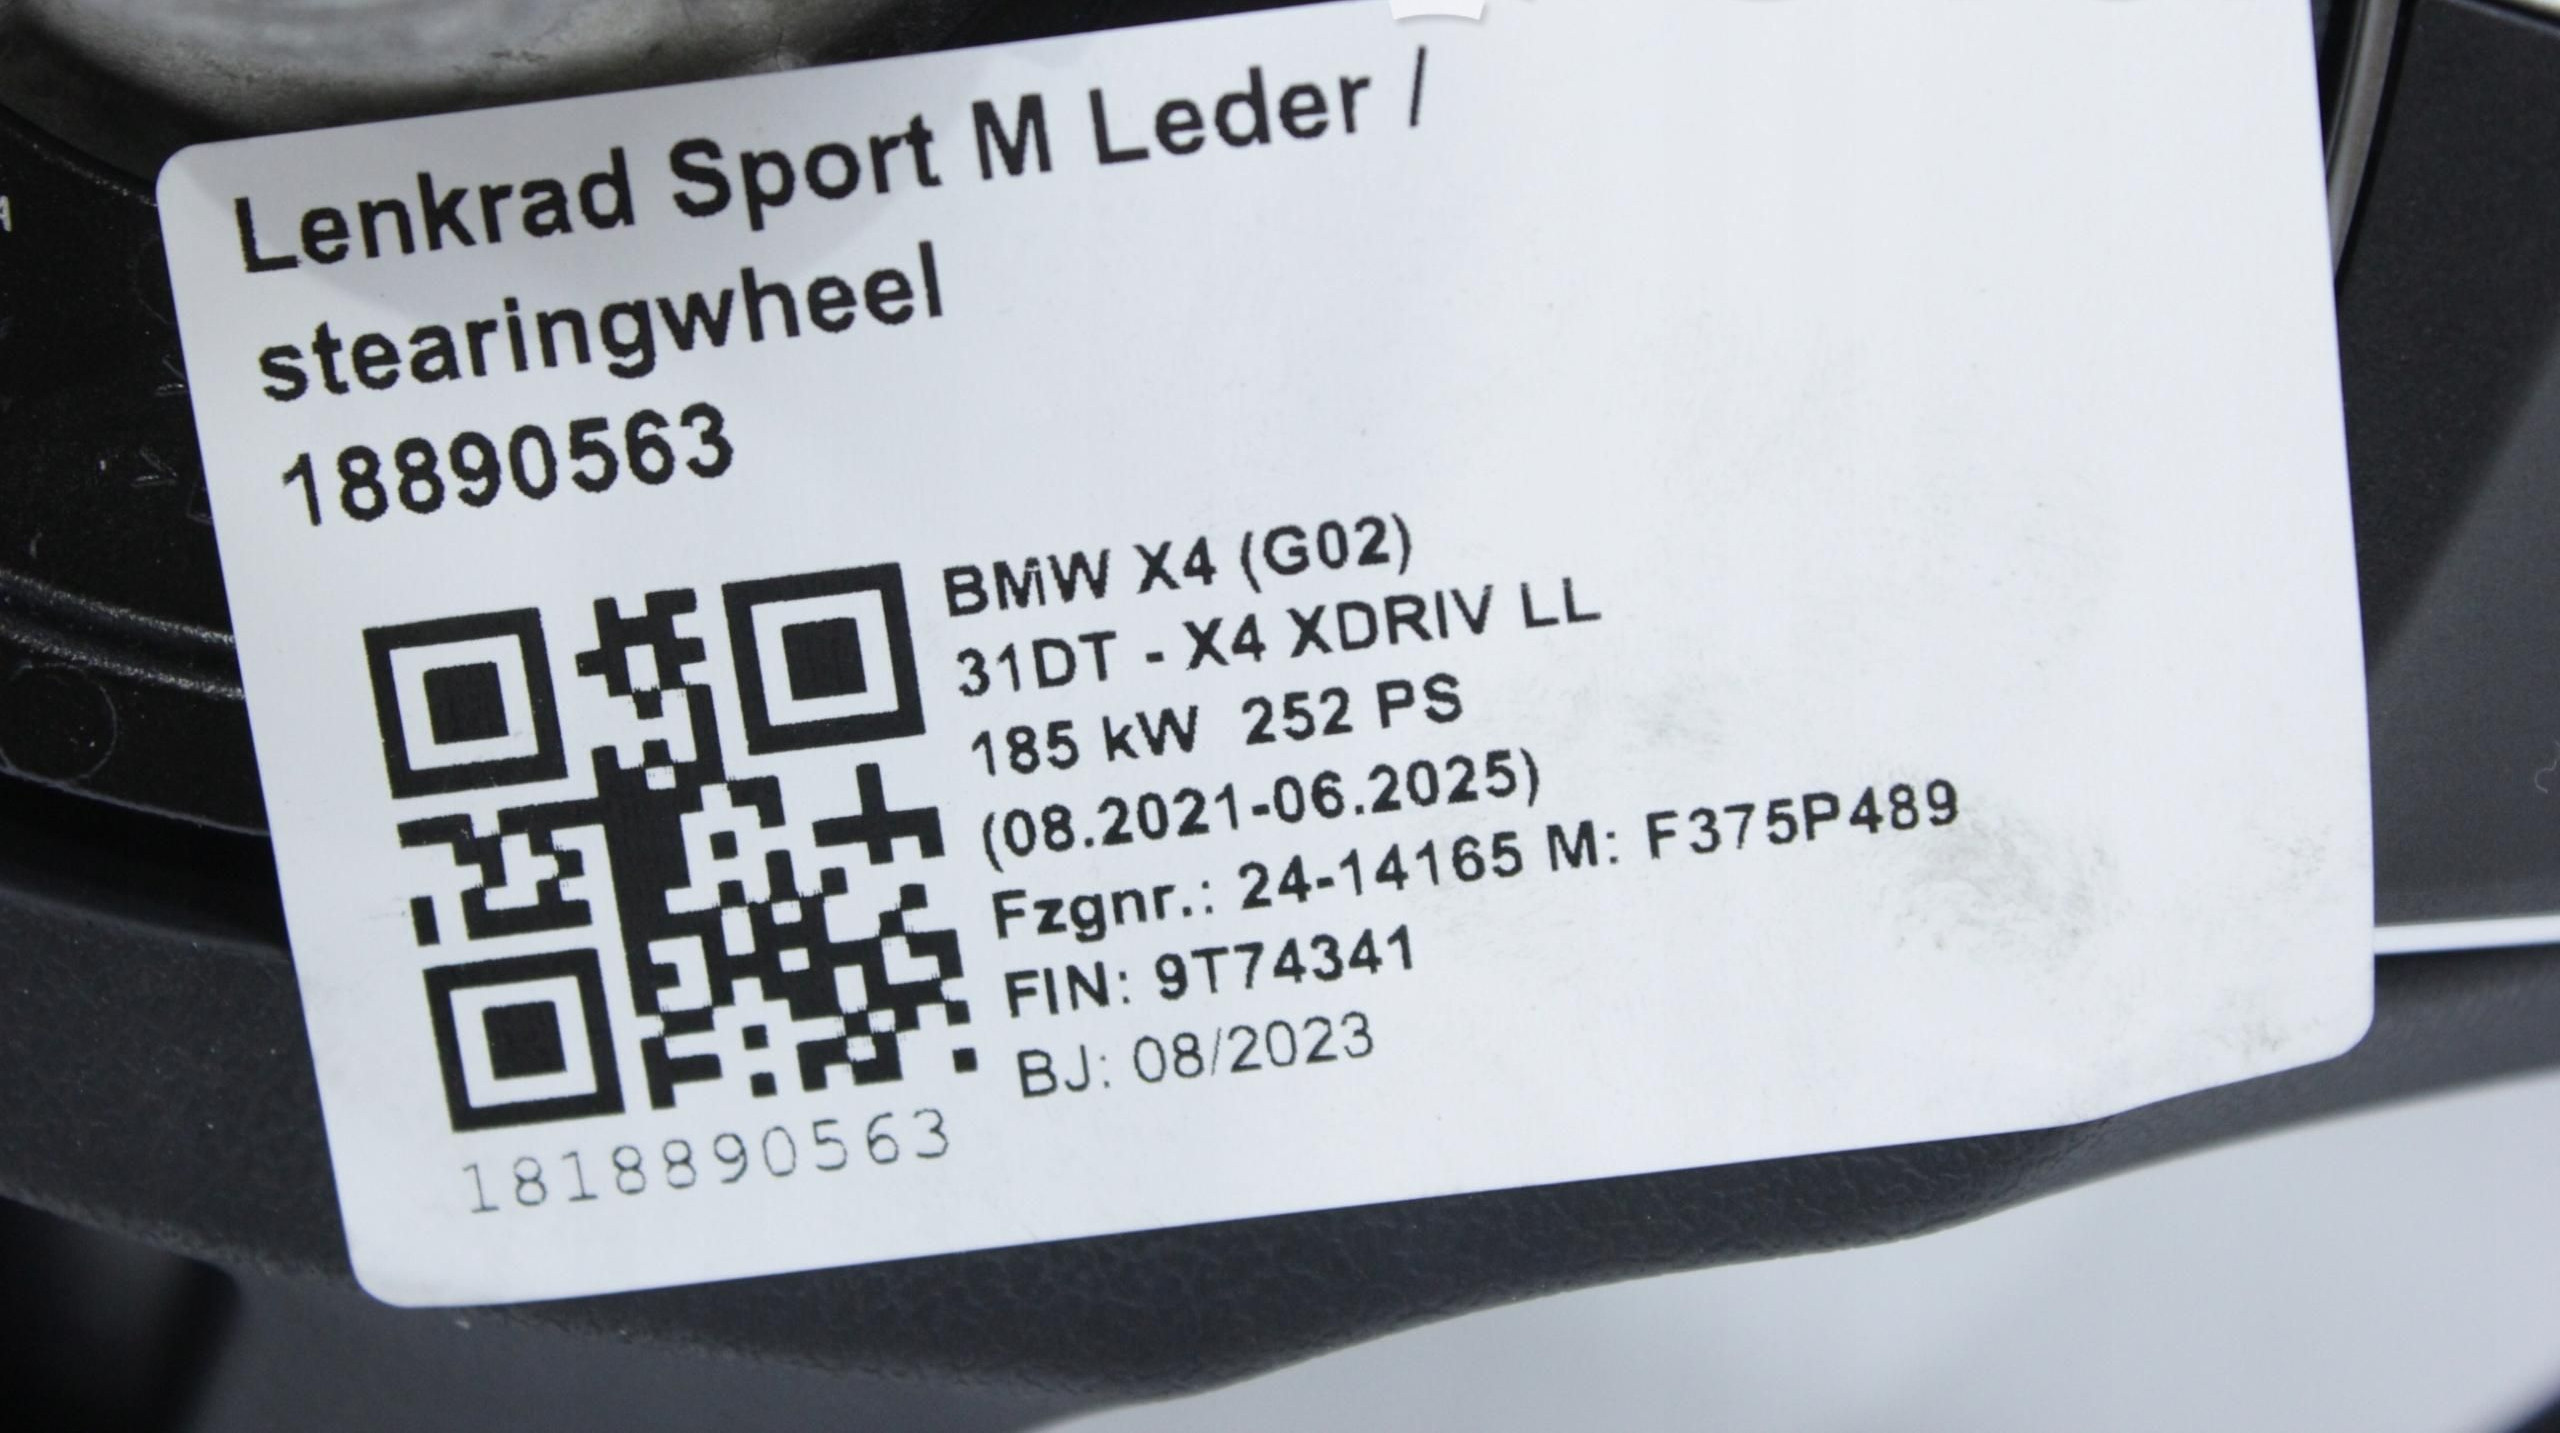 Lenkrad Sport M Leder /
stearingwheel
18890563
BMW X4 (G02)
31DT - X4 XDRIV LL
185 kW 252 PS
(08.2021-06.2025)
Fzgnr.: 24-14165 M: F375P489
FIN: 9T74341
BJ: 08/2023
1818890563